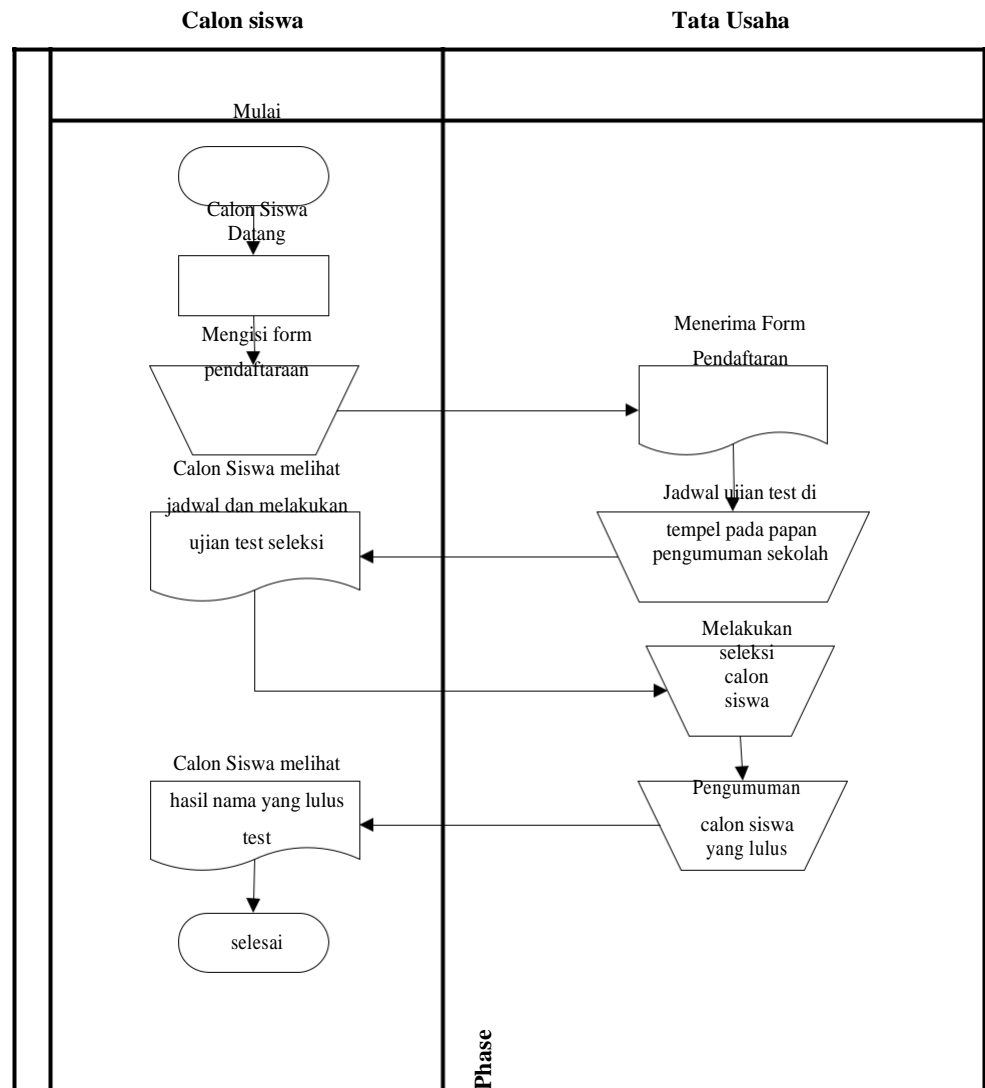 Calon siswa
Tata Usaha
Mulai
Calon Siswa
Datang
Mengisi form
pendaftaraan
Menerima Form
Pendaftaran
Calon Siswa melihat
jadwal dan melakukan
ujian test seleksi
Jadwal ujian test di
tempel pada papan
pengumuman sekolah
Melakukan
seleksi
calon
siswa
Calon Siswa melihat
hasil nama yang lulus
test
Pengumuman
calon siswa
yang lulus
selesai
Phase